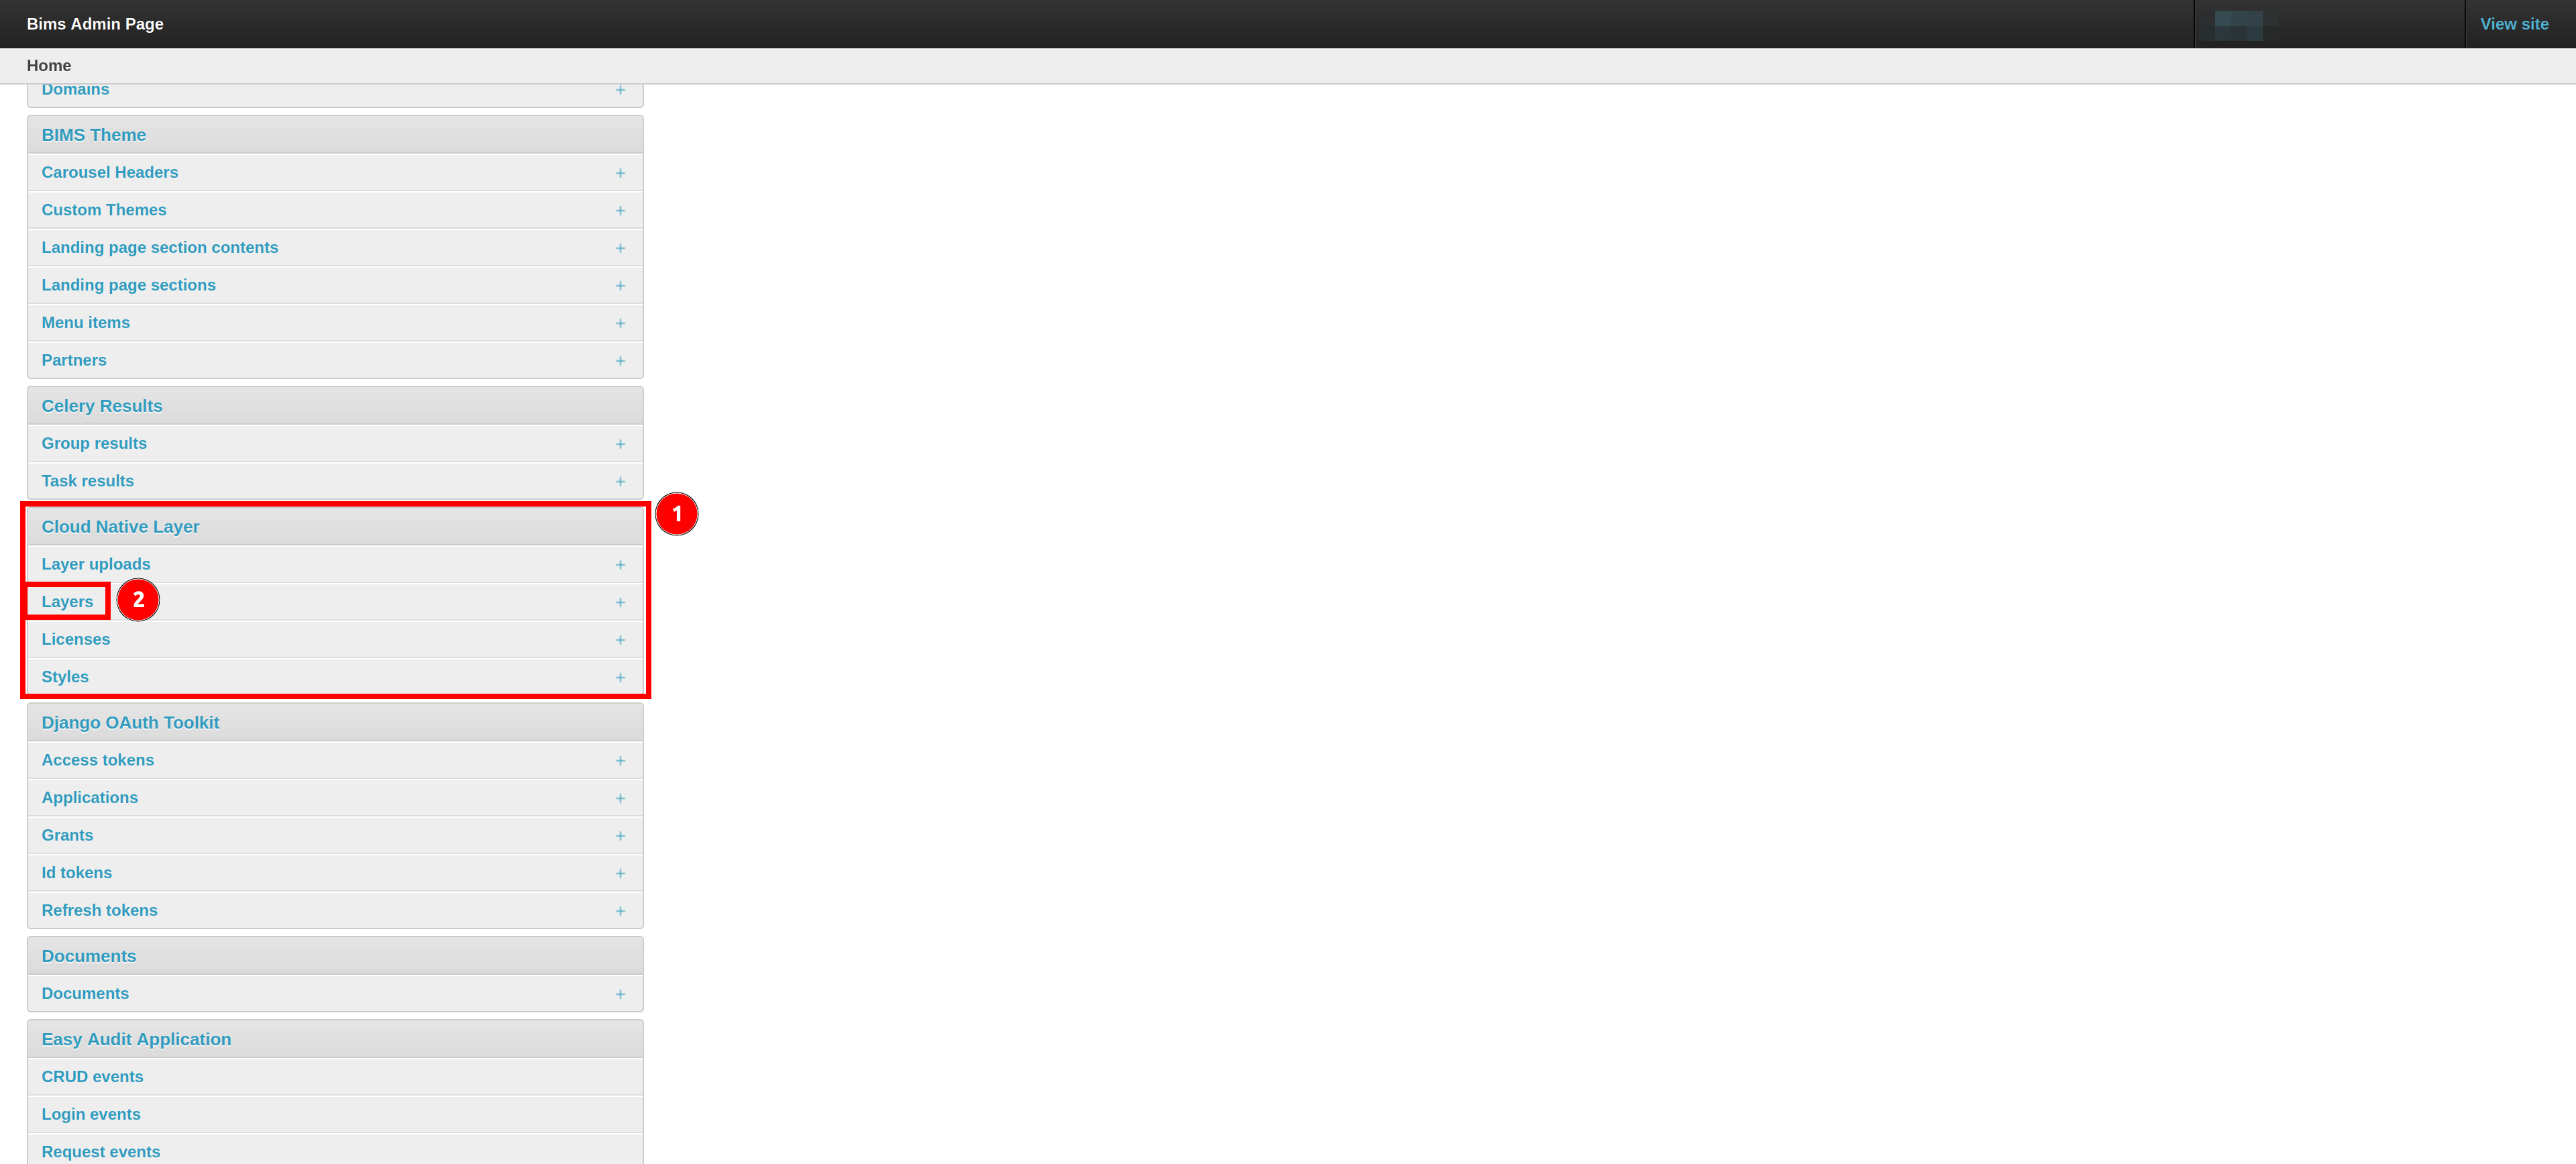 Bims Admin Page
View site
Home
Domains
BIMS Theme
Carousel Headers
Custom Themes
Landing page section contents
Landing page sections
Menu items
Partners
Celery Results
Group results
Task results
1
Cloud Native Layer
Layer uploads
Layers 2
Licenses
Styles
Django OAuth Toolkit
Access tokens
Applications
Grants
Id tokens
Refresh tokens
Documents
Documents
Easy Audit Application
CRUD events
Login events
Request events